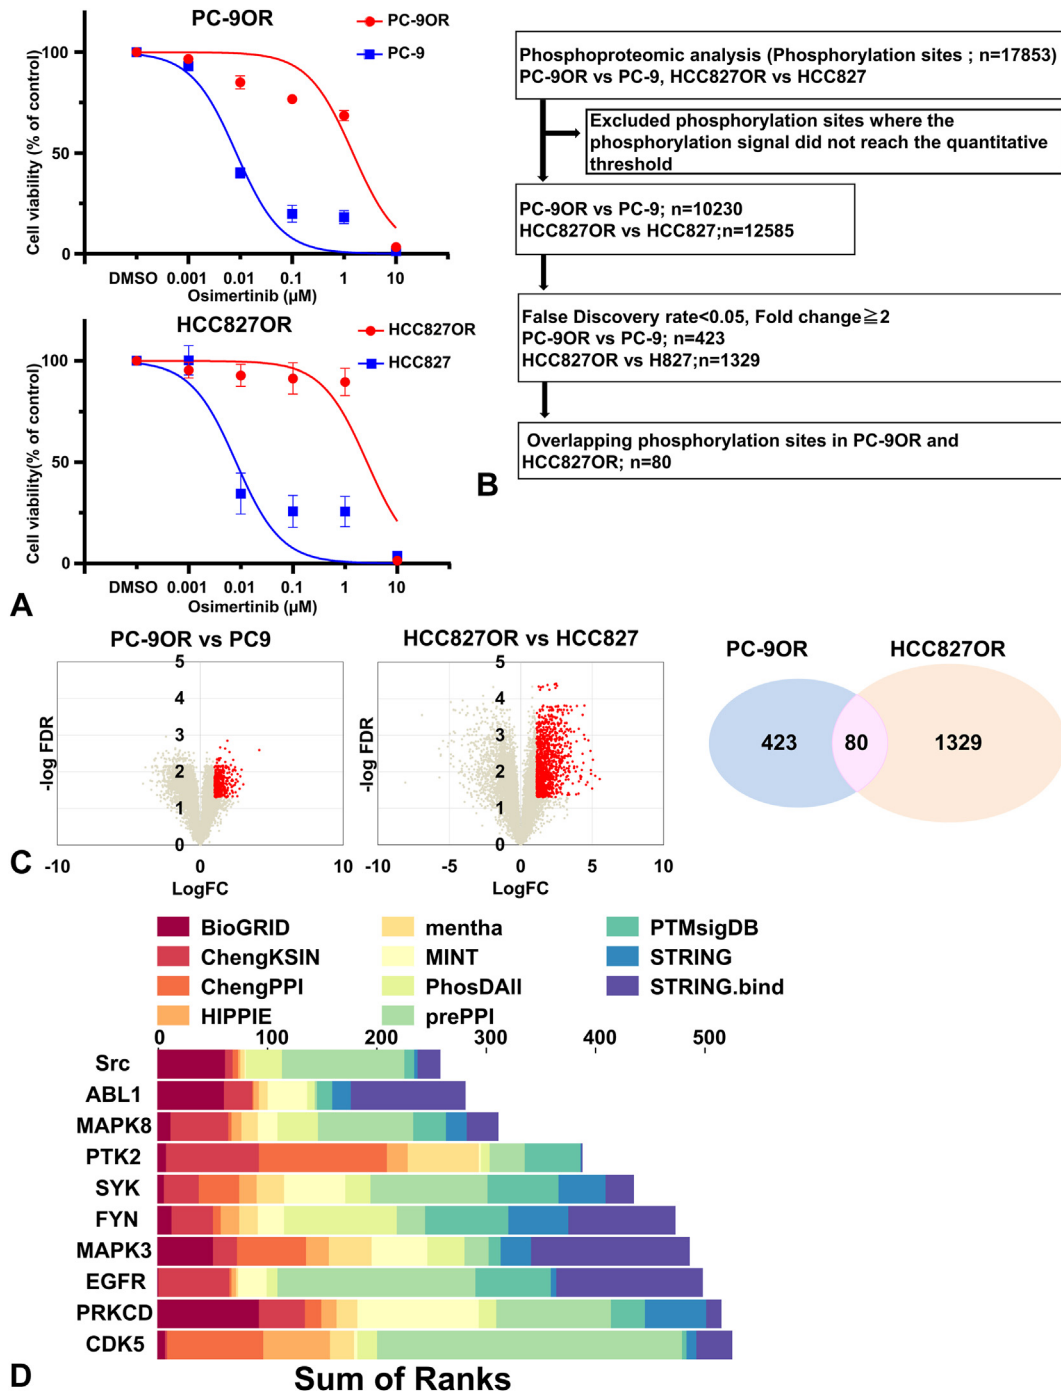 PC-9OR
PC-9OR
PC-9
100
50
0
Cell viability (% of control)
DMSO 0.001 0.01 0.1 1 10
Osimertinib (µM)
HCC827OR
HCC827OR
HCC827
100
50
0
Cell viability(% of control)
DMSO 0.001 0.01 0.1 1 10
Osimertinib (µM)
A
Phosphoproteomic analysis (Phosphorylation sites ; n=17853)
PC-9OR vs PC-9, HCC827OR vs HCC827
Excluded phosphorylation sites where the
phosphorylation signal did not reach the quantitative
threshold
PC-9OR vs PC-9; n=10230
HCC827OR vs HCC827;n=12585
False Discovery rate<0.05, Fold change≧2
PC-9OR vs PC-9; n=423
HCC827OR vs H827;n=1329
Overlapping phosphorylation sites in PC-9OR and
HCC827OR; n=80
B
PC-9OR vs PC9
5
4
3
2
1
0
-log FDR
-10 0 10
LogFC
HCC827OR vs HCC827
5
4
3
2
1
0
-log FDR
-10 -5 0 5 10
LogFC
PC-9OR
HCC827OR
423 80 1329
C
BioGRID
ChengKSIN
ChengPPI
HIPPIE
mentha
MINT
PhosDAll
prePPI
PTMsigDB
STRING
STRING.bind
0 100 200 300 400 500
Src
ABL1
MAPK8
PTK2
SYK
FYN
MAPK3
EGFR
PRKCD
CDK5
Sum of Ranks
D